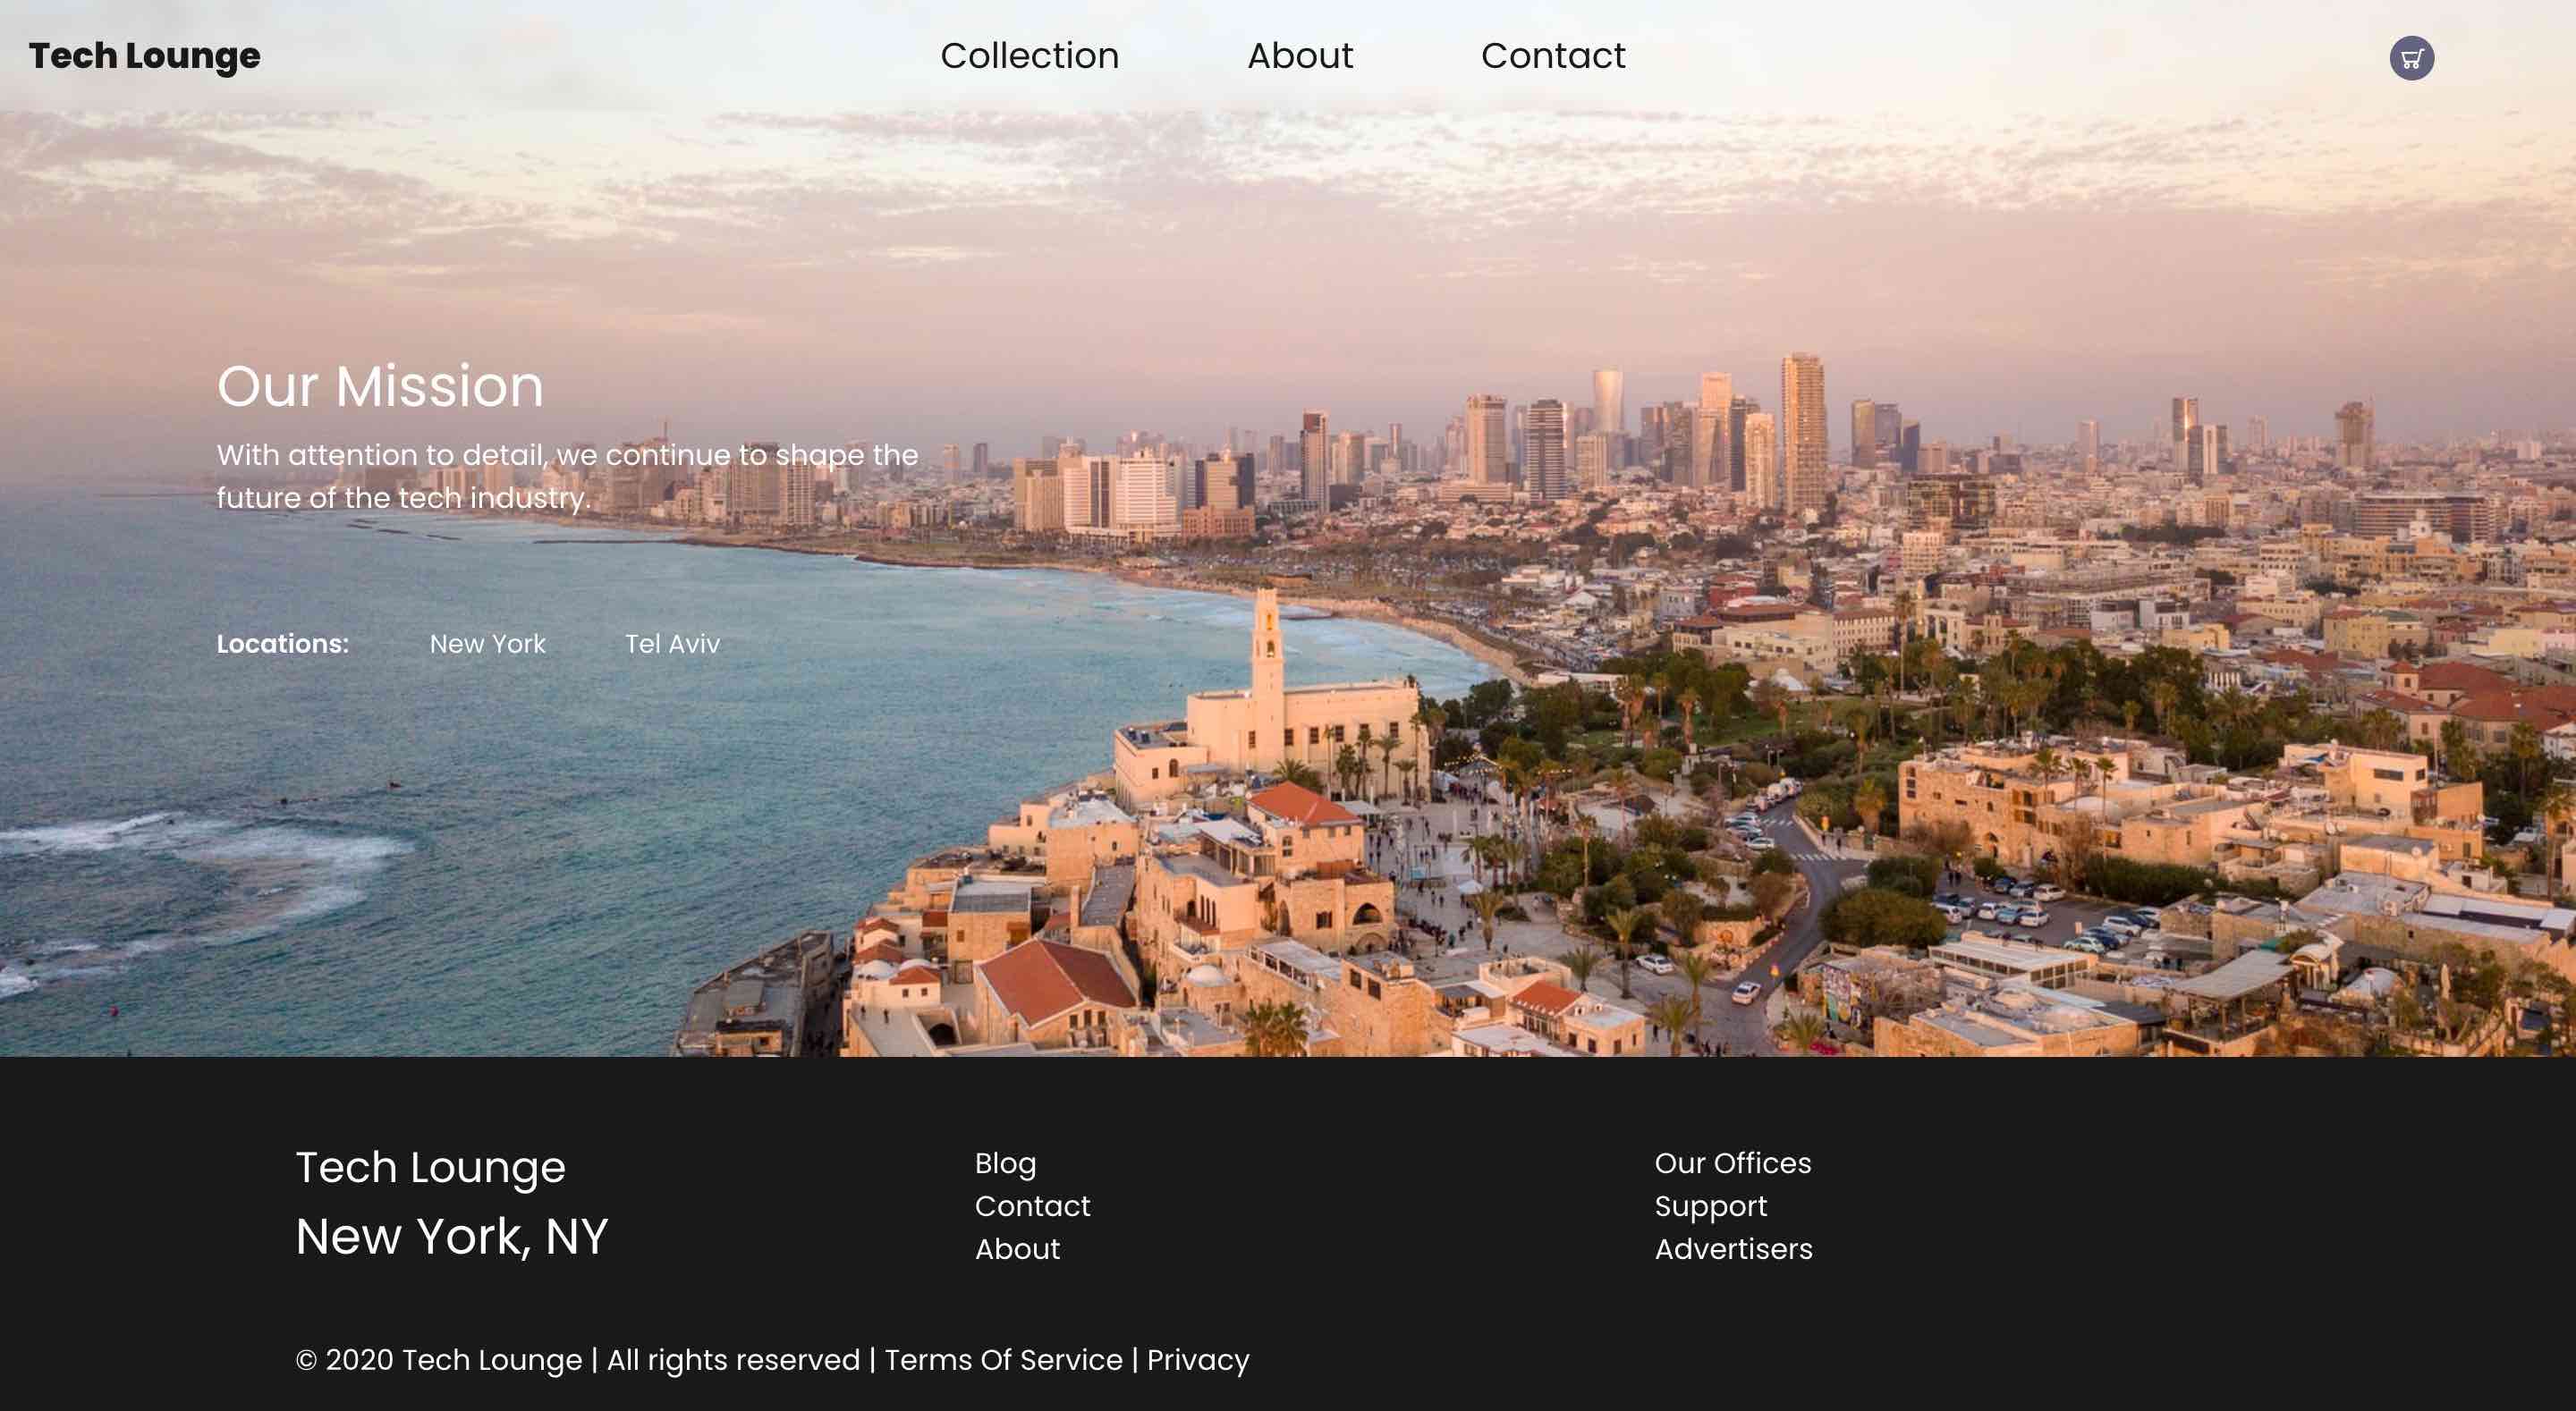 Tech Lounge
Collection
About
Contact
Our Mission
With attention to detail, we continue to shape the
future of the tech industry.
Locations:
New York
Tel Aviv
Tech Lounge
New York, NY
Blog
Contact
About
Our Offices
Support
Advertisers
© 2020 Tech Lounge | All rights reserved | Terms Of Service | Privacy